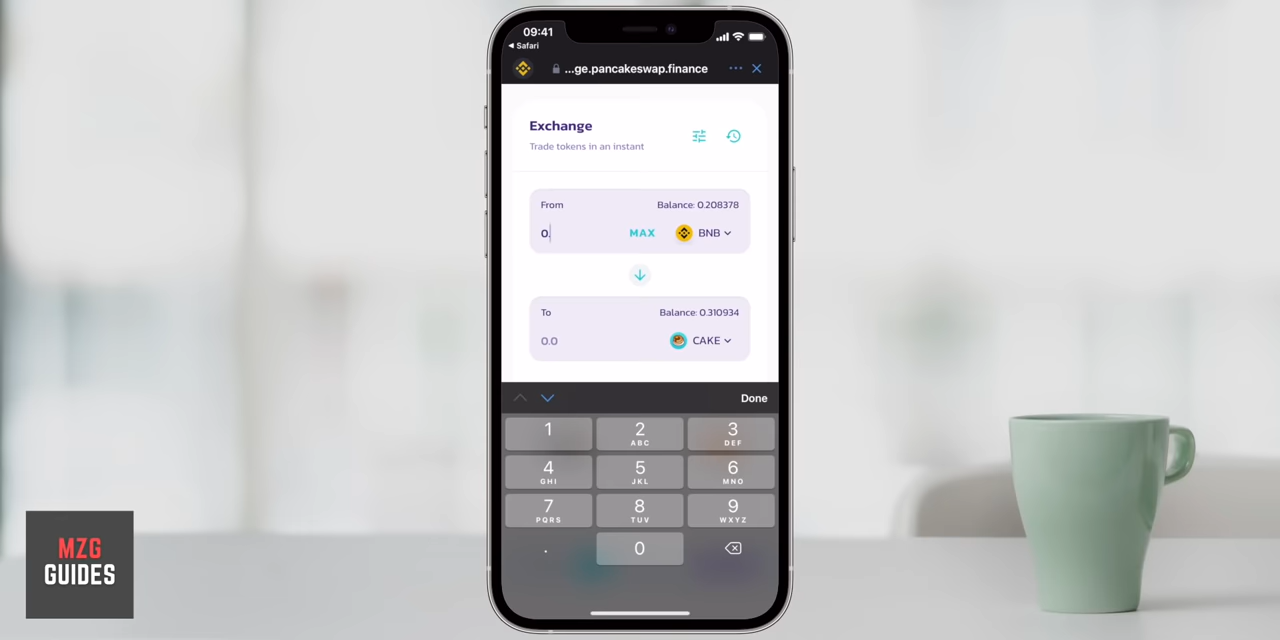 09:41
Safari
...ge.pancakeswap.finance
Exchange
Trade tokens in an instant
From
Balance: 0.208378
0.
MAX
BNB
To
Balance: 0.310934
0.0
CAKE
Done
1
2
ABC
3
DEF
4
GHI
5
JKL
6
MNO
7
PQRS
8
TUV
9
WXYZ
.
0
MZG
GUIDES